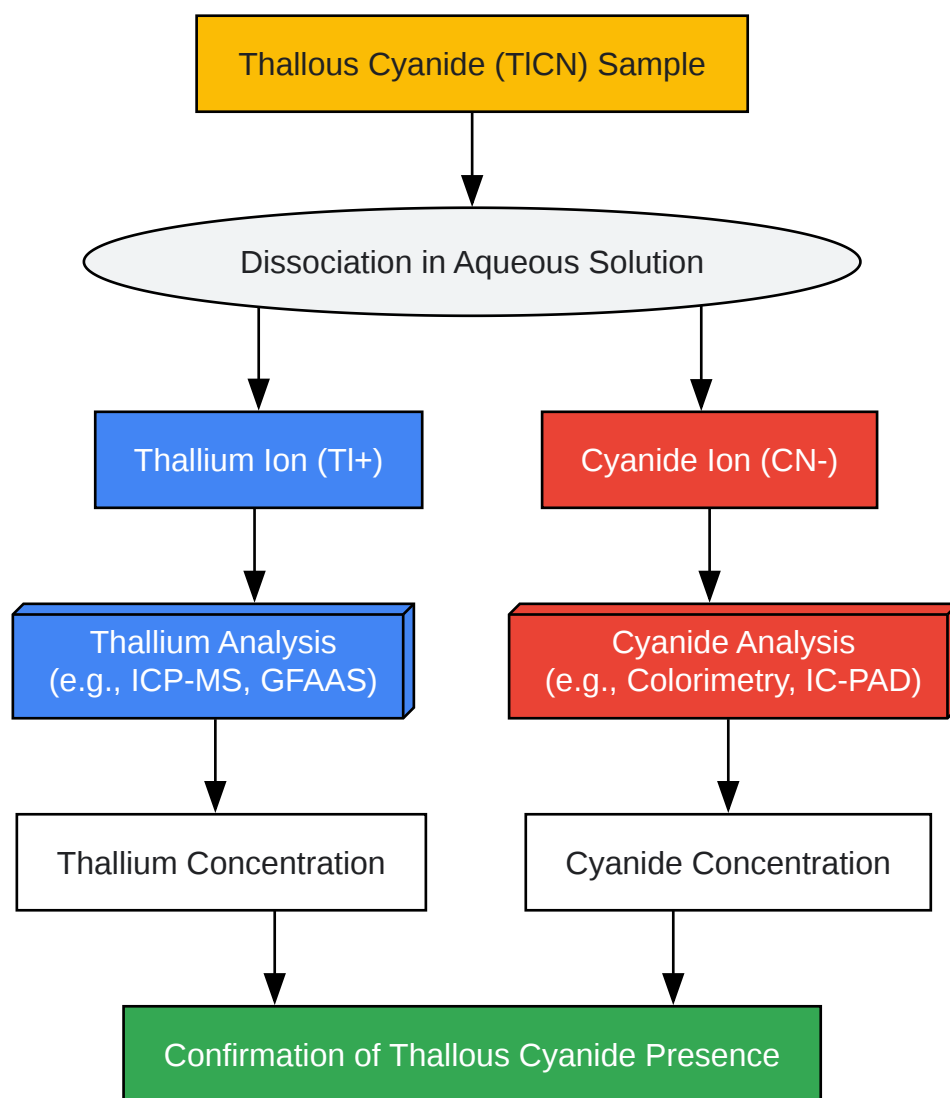 Thallous Cyanide (TlCN) Sample
Dissociation in Aqueous Solution
Thallium Ion (Tl+)
Cyanide Ion (CN-)
Thallium Analysis
(e.g., ICP-MS, GFAAS)
Cyanide Analysis
(e.g., Colorimetry, IC-PAD)
Thallium Concentration
Cyanide Concentration
Confirmation of Thallous Cyanide Presence